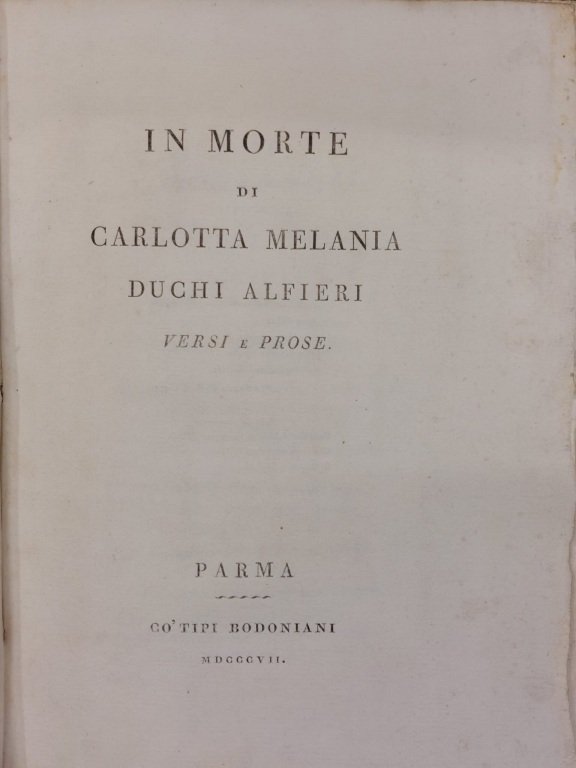 IN MORTE
DI
CARLOTTA MELANIA
DUCHI ALFIERI
VERSI E PROSE.
PARMA
CO' TIPI BODONIANI
MDCCCVII.